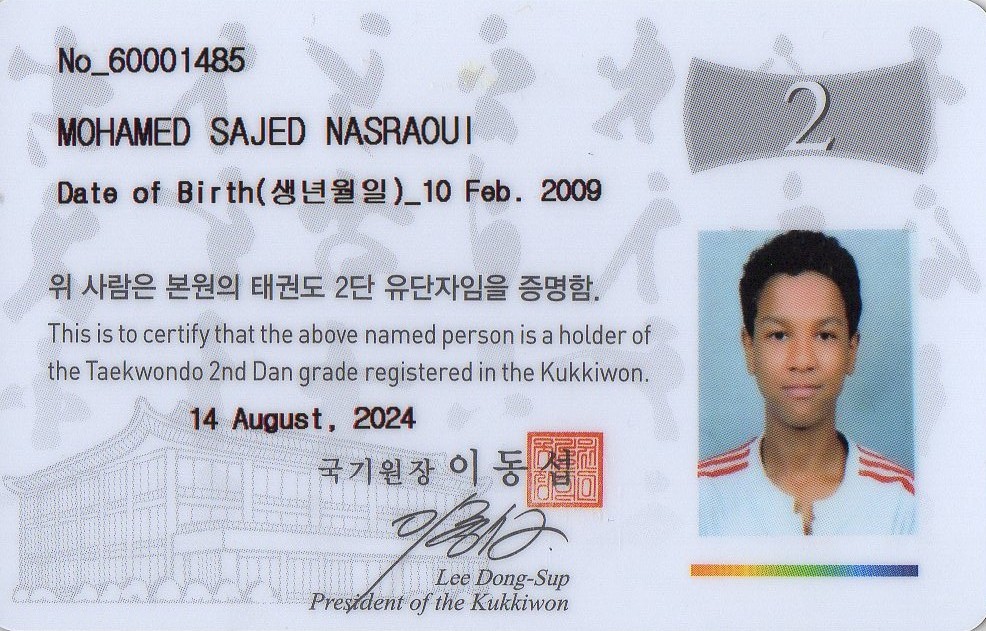 No_60001485
2
MOHAMED SAJED NASRAOUI
Date of Birth(생년월일)_10 Feb. 2009
위 사람은 본원의 태권도 2단 유단자임을 증명함.
This is to certify that the above named person is a holder of
the Taekwondo 2nd Dan grade registered in the Kukkiwon.
14 August, 2024
국기원장 이동섭
Lee Dong-Sup
President of the Kukkiwon